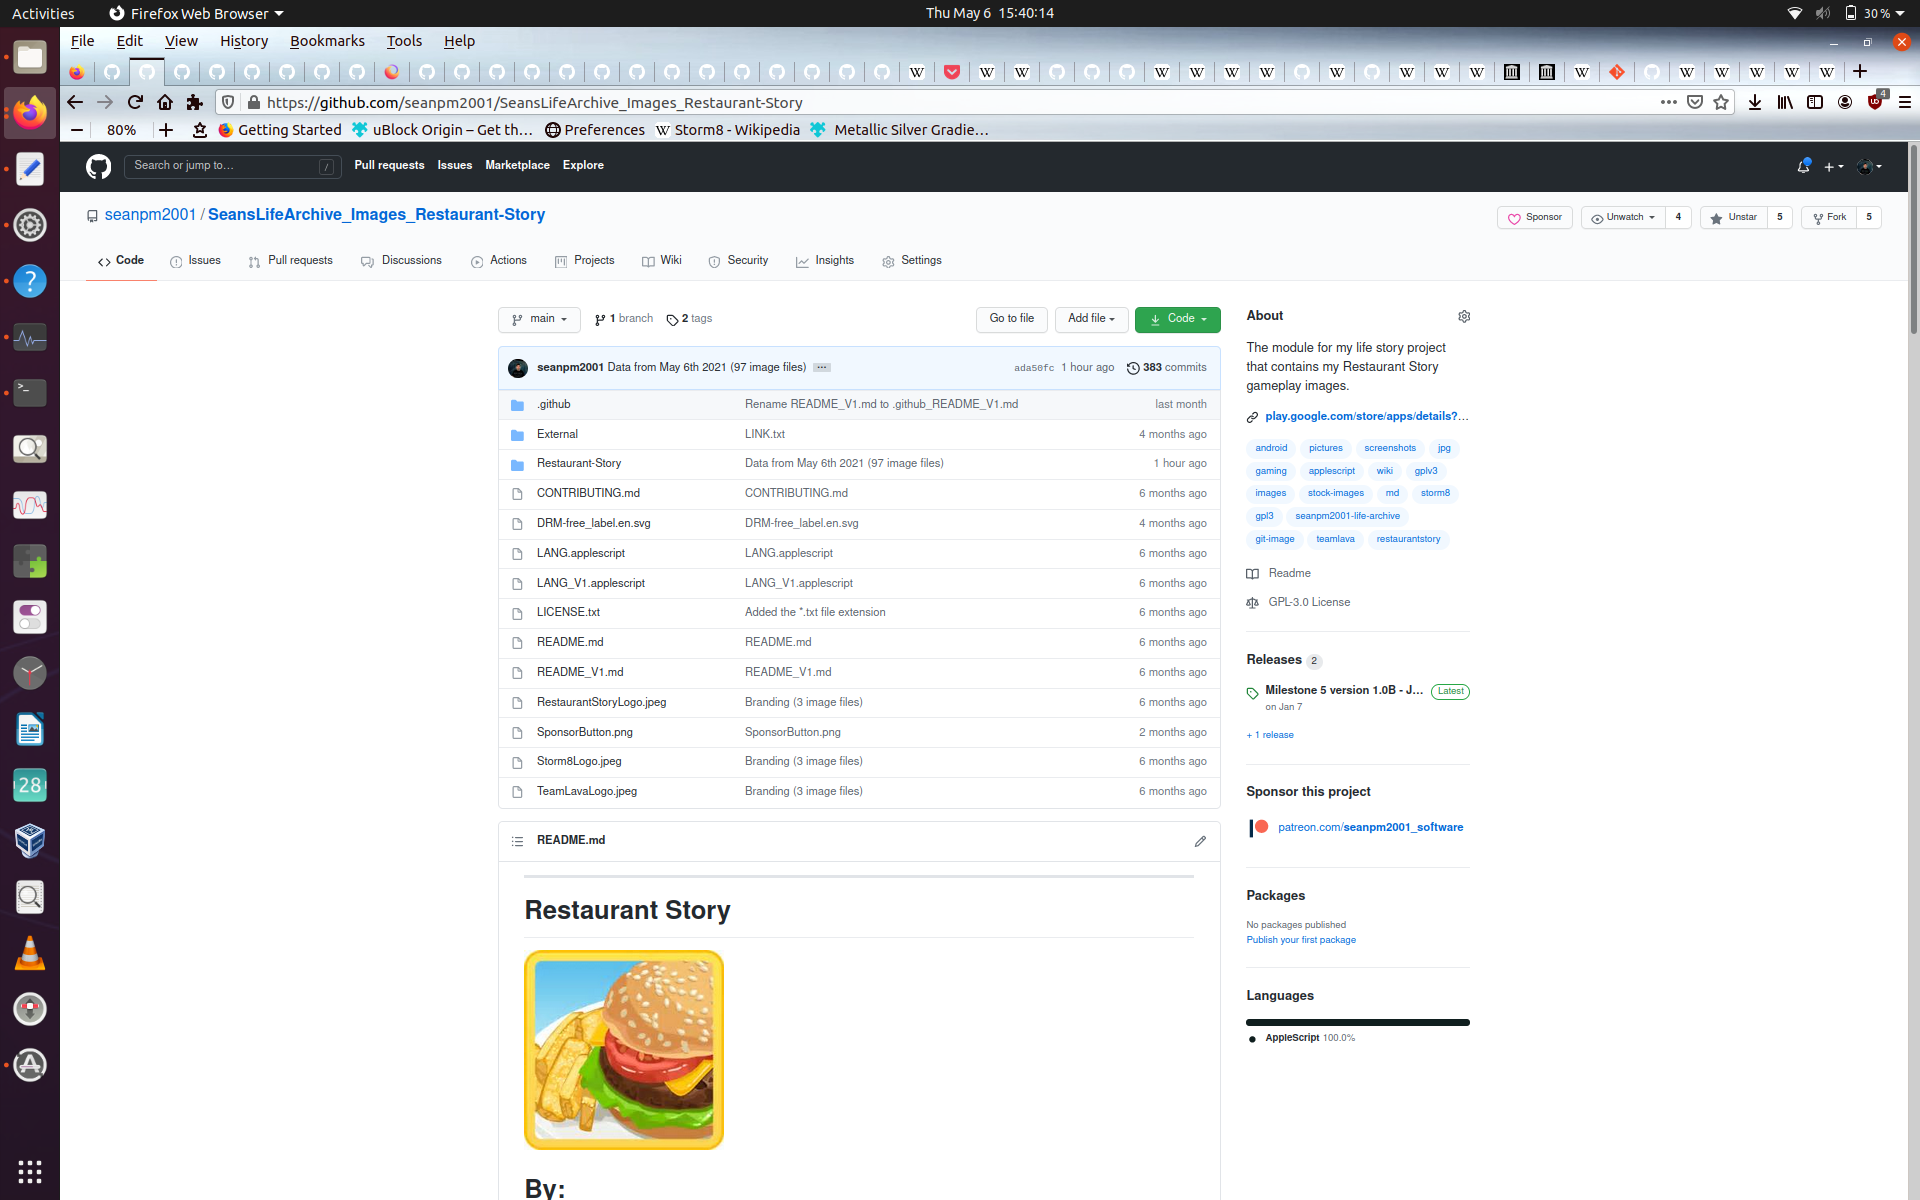 Activities Firefox Web Browser Thu May 6 15:40:14 30 %
File Edit View History Bookmarks Tools Help
https://github.com/seanpm2001/SeansLifeArchive_Images_Restaurant-Story 4
80% Getting Started uBlock Origin – Get th… Preferences Storm8 - Wikipedia Metallic Silver Gradie…
Search or jump to… / Pull requests Issues Marketplace Explore
seanpm2001 / SeansLifeArchive_Images_Restaurant-Story Sponsor Unwatch 4 Unstar 5 Fork 5
Code Issues Pull requests Discussions Actions Projects Wiki Security Insights Settings
main 1 branch 2 tags Go to file Add file Code
seanpm2001 Data from May 6th 2021 (97 image files) ada50fc 1 hour ago 383 commits
.github Rename README_V1.md to .github_README_V1.md last month
External LINK.txt 4 months ago
Restaurant-Story Data from May 6th 2021 (97 image files) 1 hour ago
CONTRIBUTING.md CONTRIBUTING.md 6 months ago
DRM-free_label.en.svg DRM-free_label.en.svg 4 months ago
LANG.applescript LANG.applescript 6 months ago
LANG_V1.applescript LANG_V1.applescript 6 months ago
LICENSE.txt Added the *.txt file extension 6 months ago
README.md README.md 6 months ago
README_V1.md README_V1.md 6 months ago
RestaurantStoryLogo.jpeg Branding (3 image files) 6 months ago
SponsorButton.png SponsorButton.png 2 months ago
Storm8Logo.jpeg Branding (3 image files) 6 months ago
TeamLavaLogo.jpeg Branding (3 image files) 6 months ago
README.md
Restaurant Story
By:
About
The module for my life story project
that contains my Restaurant Story
gameplay images.
play.google.com/store/apps/details?…
android pictures screenshots jpg
gaming applescript wiki gplv3
images stock-images md storm8
gpl3 seanpm2001-life-archive
git-image teamlava restaurantstory
Readme
GPL-3.0 License
Releases 2
Milestone 5 version 1.0B - J… Latest
on Jan 7
+ 1 release
Sponsor this project
patreon.com/seanpm2001_software
Packages
No packages published
Publish your first package
Languages
AppleScript 100.0%
28